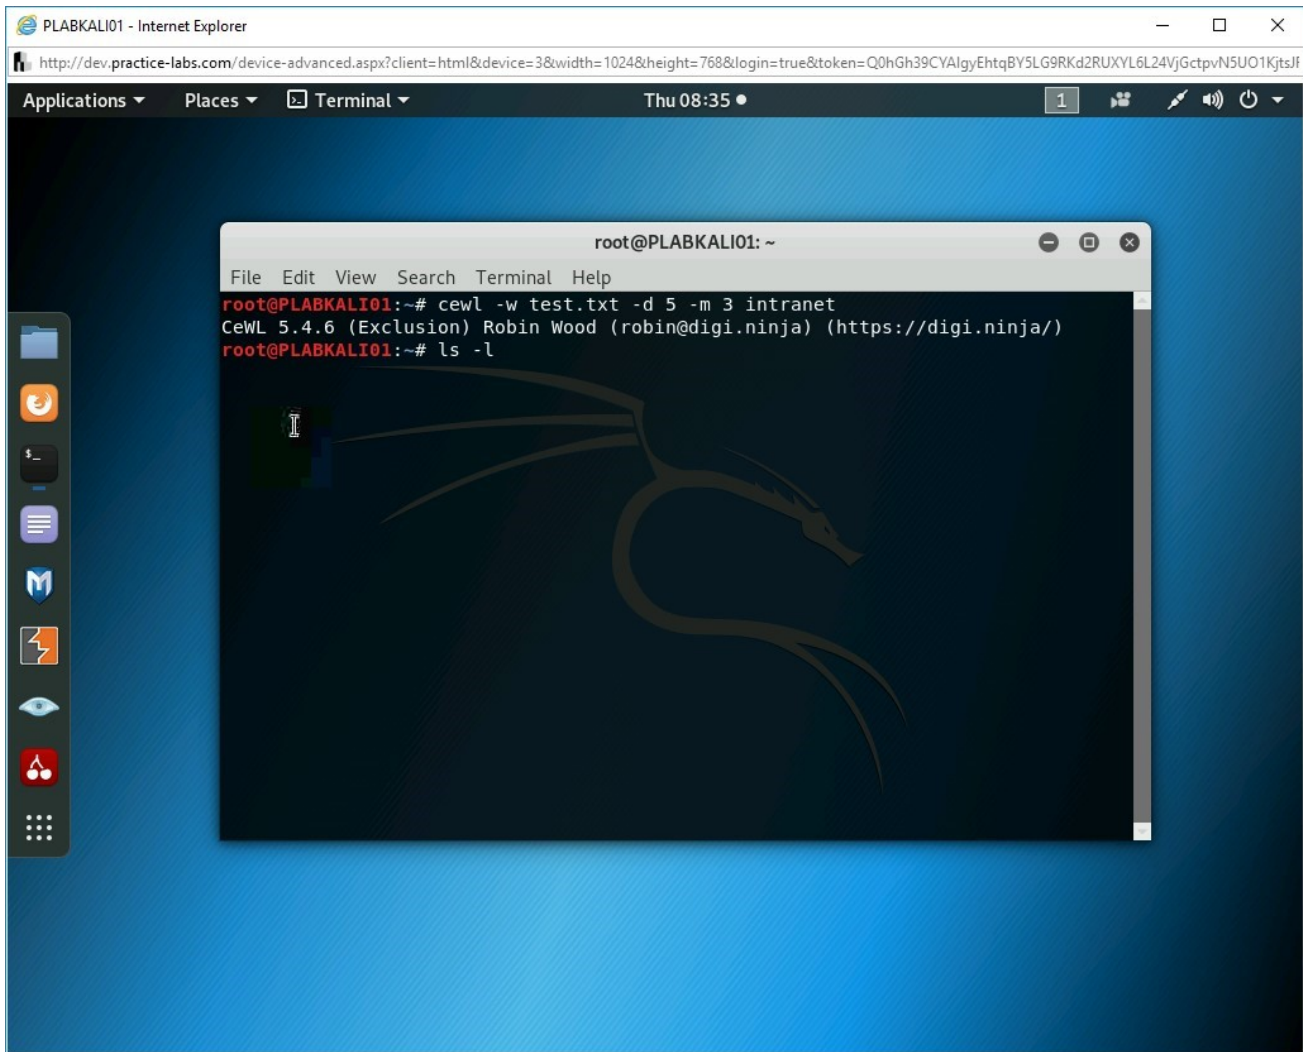 PLABKALI01 - Internet Explorer
http://dev.practice-labs.com/device-advanced.aspx?client=html&device=3&width=1024&height=768&login=true&token=
Applications Places Terminal Thu 08:35 1
root@PLABKALI01: ~
File Edit View Search Terminal Help
root@PLABKALI01:~# cewl -w test.txt -d 5 -m 3 intranet
CeWL 5.4.6 (Exclusion) Robin Wood (robin@digi.ninja) (https://digi.ninja/)
root@PLABKALI01:~# ls -l
$_